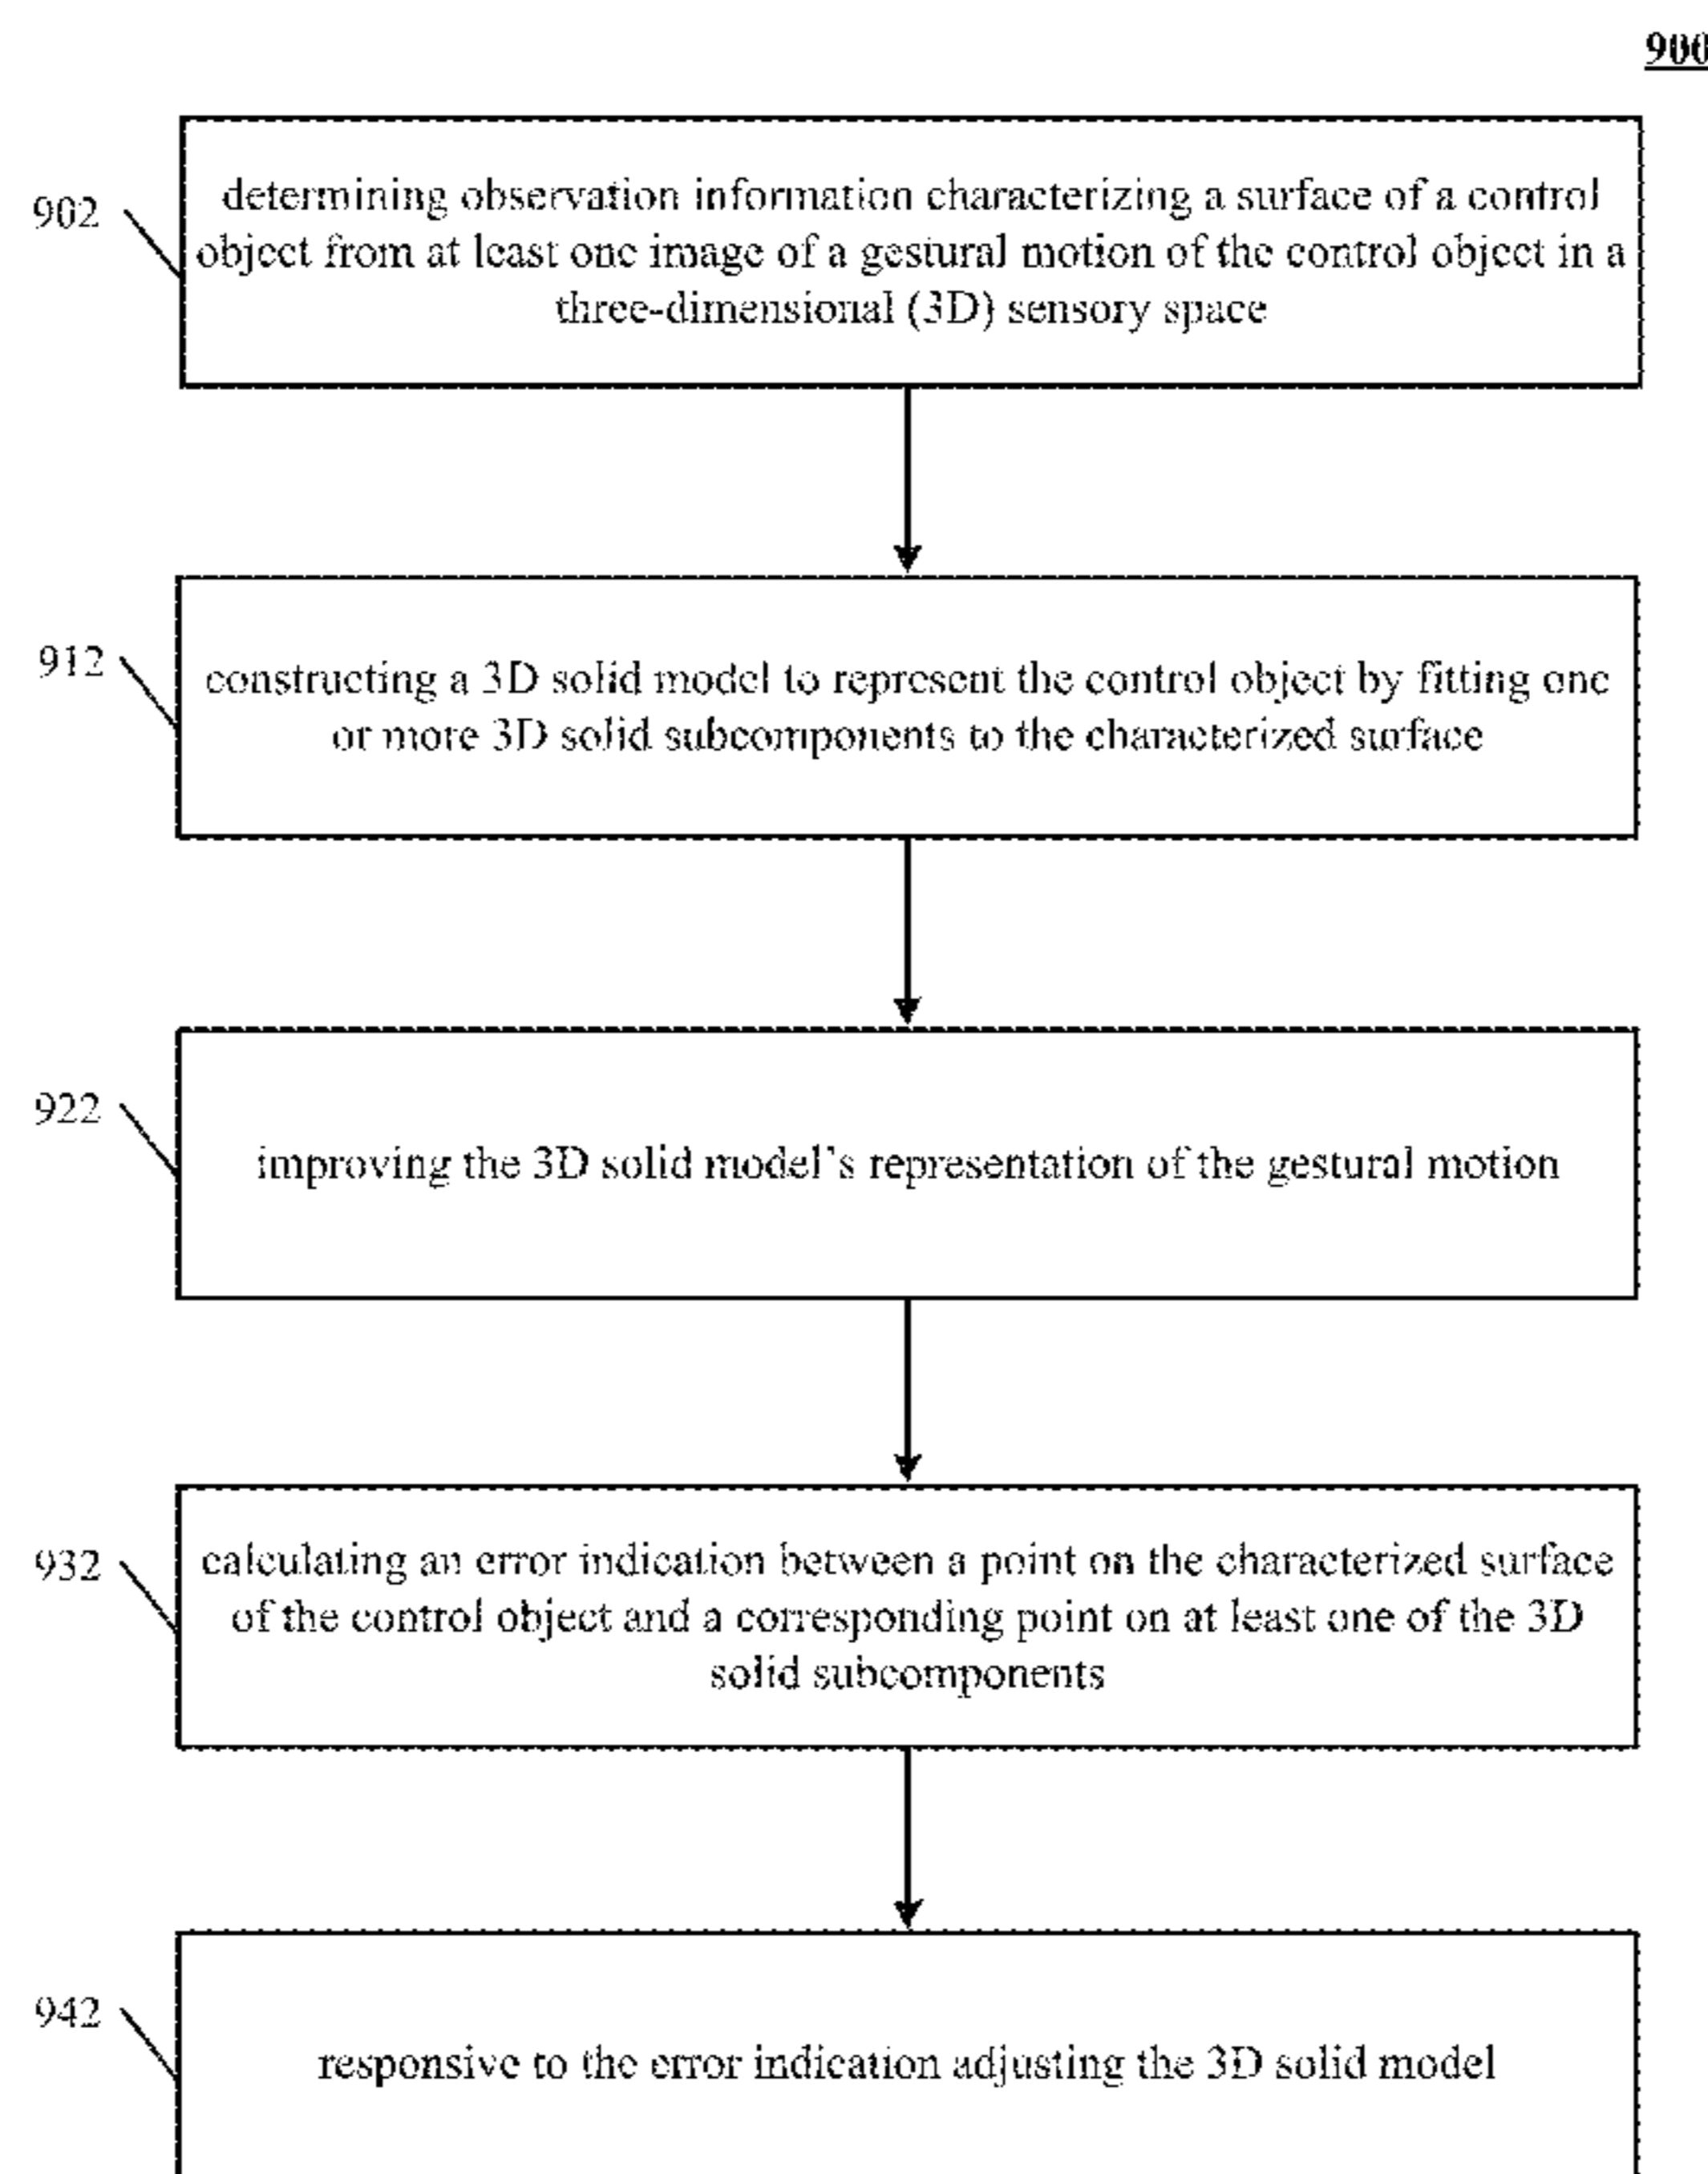 900
902
determining observation information characterizing a surface of a control
object from at least one image of a gestural motion of the control object in a
three-dimensional (3D) sensory space
912
constructing a 3D solid model to represent the control object by fitting one
or more 3D solid subcomponents to the characterized surface
922
improving the 3D solid model's representation of the gestural motion
932
calculating an error indication between a point on the characterized surface
of the control object and a corresponding point on at least one of the 3D
solid subcomponents
942
responsive to the error indication adjusting the 3D solid model